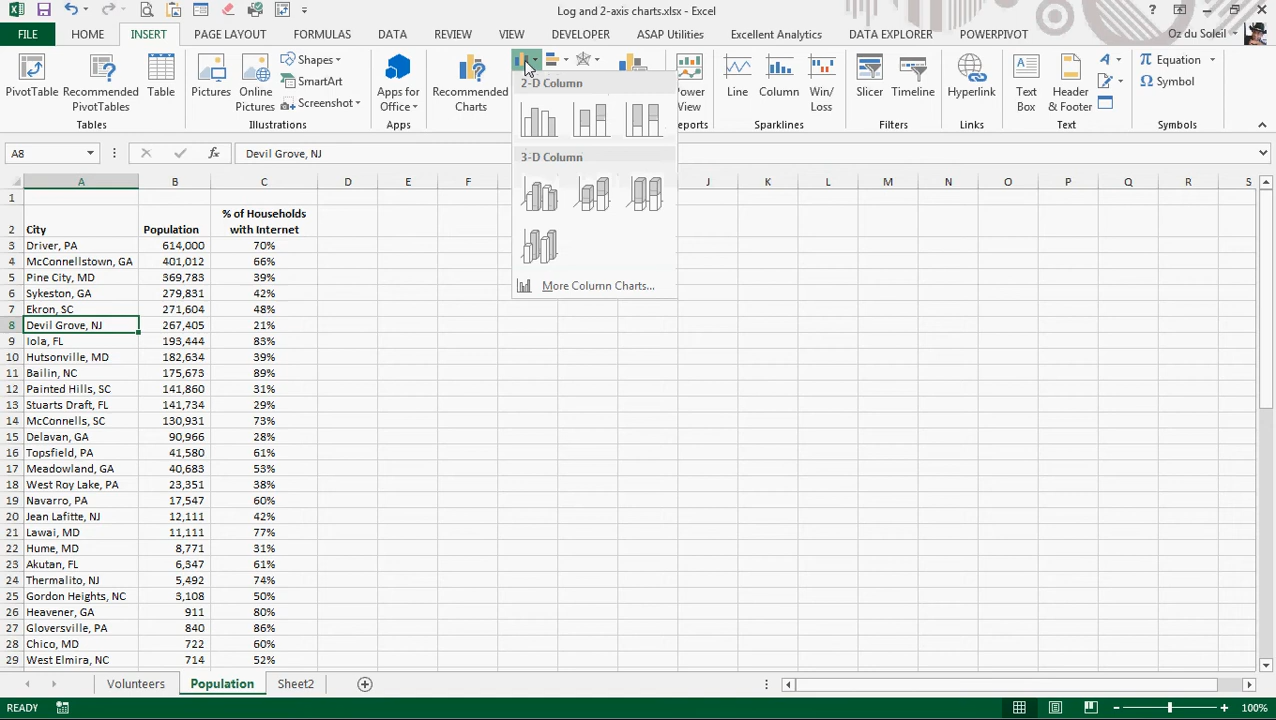 Log and 2-axis charts.xlsx - Excel
FILE HOME INSERT PAGE LAYOUT FORMULAS DATA REVIEW VIEW DEVELOPER ASAP Utilities Excellent Analytics DATA EXPLORER POWERPIVOT Oz du Soleil
PivotTable Recommended PivotTables Table
Tables
Pictures Online Pictures Shapes SmartArt Screenshot
Illustrations
Apps for Office
Apps
Recommended Charts
2-D Column
3-D Column
More Column Charts...
Power View
Reports
Line Column Win/ Loss
Sparklines
Slicer Timeline
Filters
Hyperlink
Links
Text Box Header & Footer
Text
Equation
Symbol
Symbols
A8 fx Devil Grove, NJ
A B C D E F J K L M N O P Q R S
1
2 City Population % of Households with Internet
3 Driver, PA 614,000 70%
4 McConnellstown, GA 401,012 66%
5 Pine City, MD 369,783 39%
6 Sykeston, GA 279,831 42%
7 Ekron, SC 271,604 48%
8 Devil Grove, NJ 267,405 21%
9 Iola, FL 193,444 83%
10 Hutsonville, MD 182,634 39%
11 Bailin, NC 175,673 89%
12 Painted Hills, SC 141,860 31%
13 Stuarts Draft, FL 141,734 29%
14 McConnells, SC 130,931 73%
15 Delavan, GA 90,966 28%
16 Topsfield, PA 41,580 61%
17 Meadowland, GA 40,683 53%
18 West Roy Lake, PA 23,351 38%
19 Navarro, PA 17,547 60%
20 Jean Lafitte, NJ 12,111 42%
21 Lawai, MD 11,111 77%
22 Hume, MD 8,771 31%
23 Akutan, FL 6,347 61%
24 Thermalito, NJ 5,492 74%
25 Gordon Heights, NC 3,108 50%
26 Heavener, GA 911 80%
27 Gloversville, PA 840 86%
28 Chico, MD 722 60%
29 West Elmira, NC 714 52%
Volunteers Population Sheet2
READY 100%